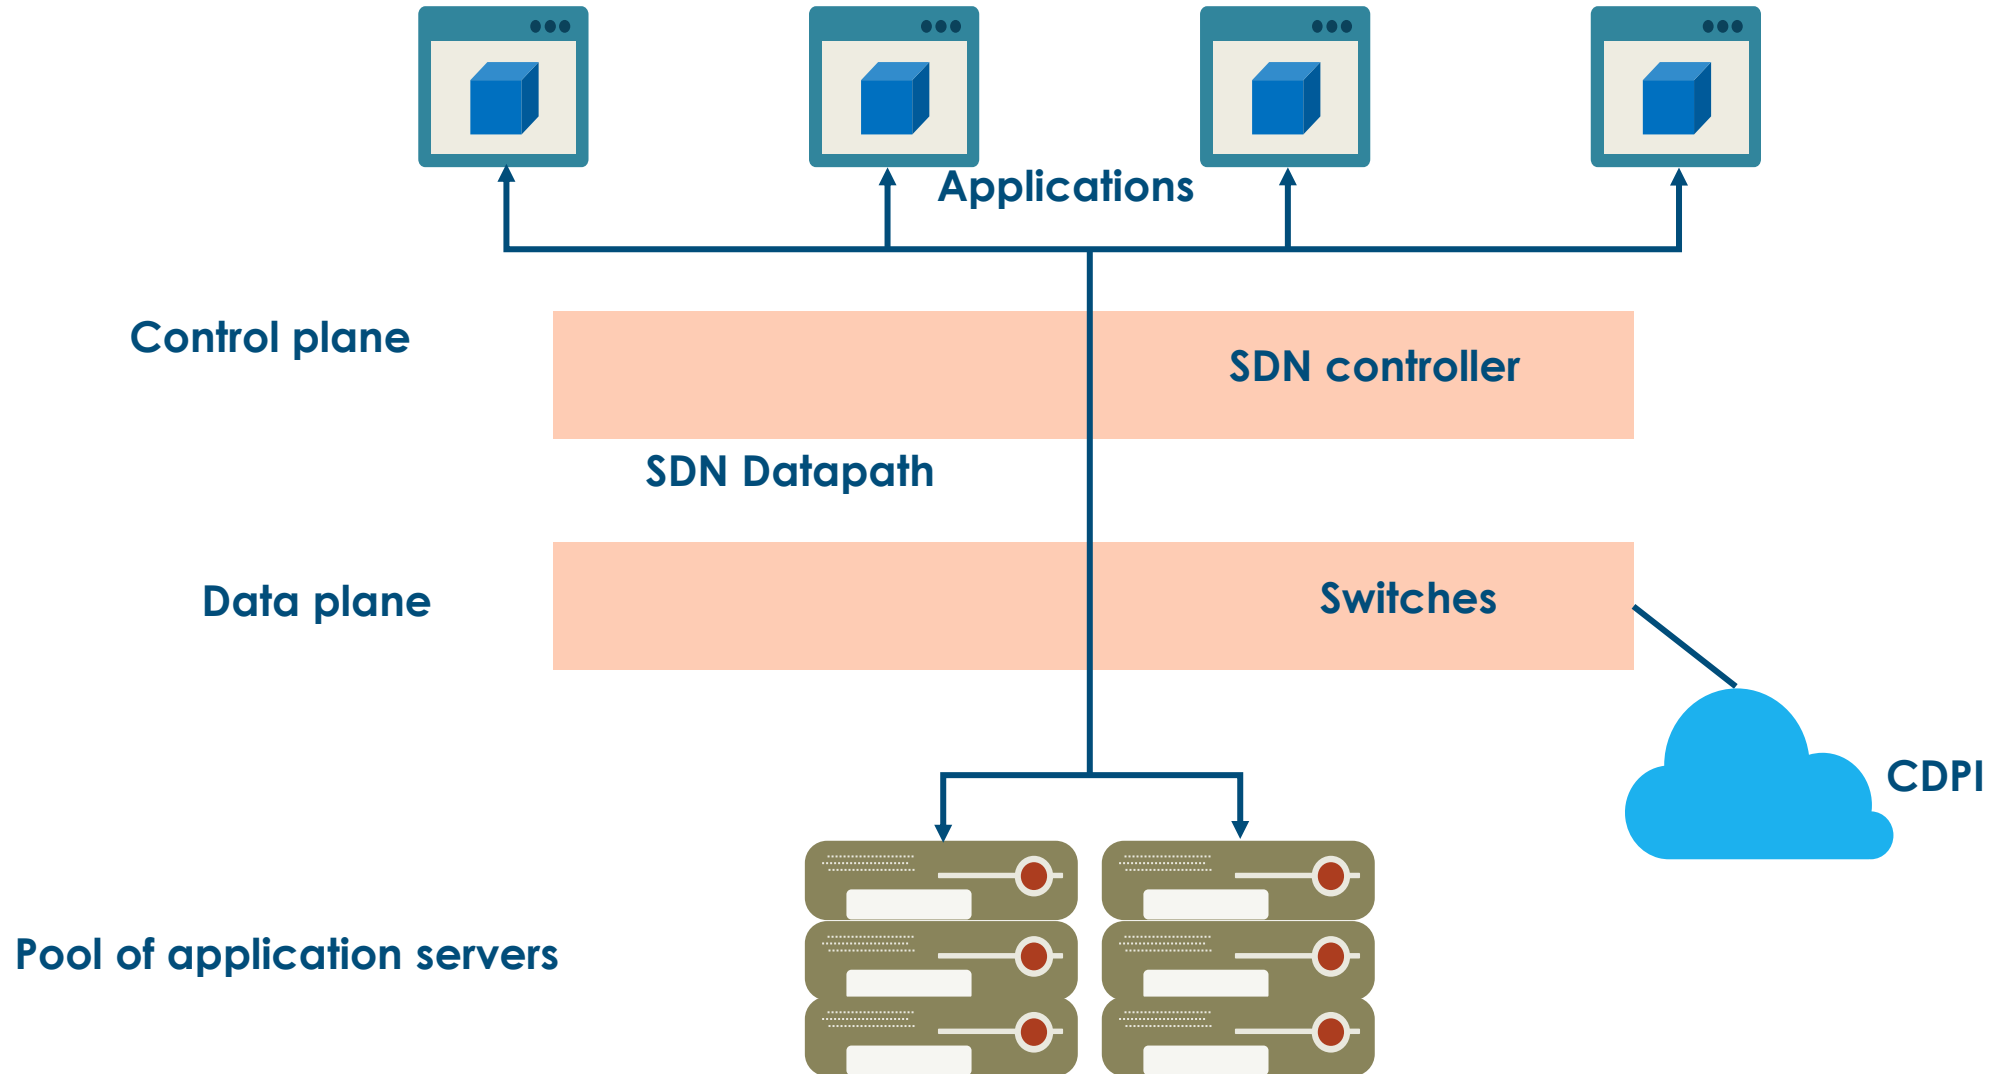 Applications
Control plane
SDN controller
SDN Datapath
Data plane
Switches
CDPI
Pool of application servers